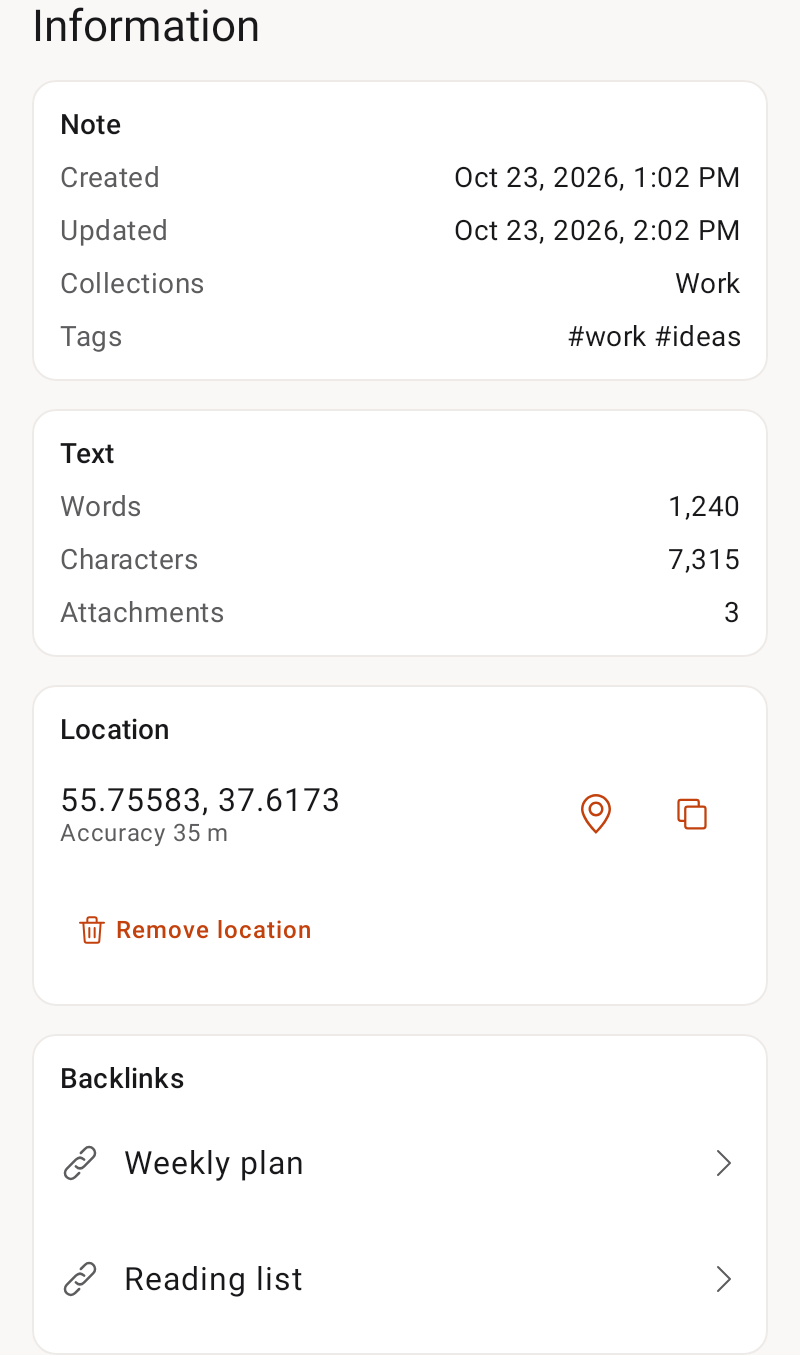 Information
Note
Created Oct 23, 2026, 1:02 PM
Updated Oct 23, 2026, 2:02 PM
Collections Work
Tags #work #ideas
Text
Words 1,240
Characters 7,315
Attachments 3
Location
55.75583, 37.6173
Accuracy 35 m
Remove location
Backlinks
Weekly plan
Reading list